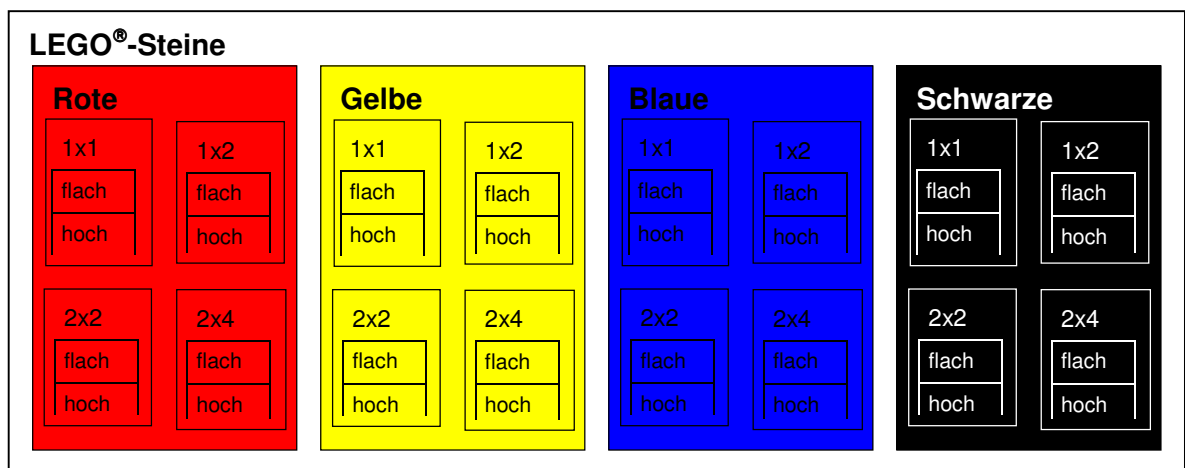 LEGO®-Steine
Rote
1x1
flach
hoch
1x2
flach
hoch
2x2
flach
hoch
2x4
flach
hoch
Gelbe
1x1
flach
hoch
1x2
flach
hoch
2x2
flach
hoch
2x4
flach
hoch
Blaue
1x1
flach
hoch
1x2
flach
hoch
2x2
flach
hoch
2x4
flach
hoch
Schwarze
1x1
flach
hoch
1x2
flach
hoch
2x2
flach
hoch
2x4
flach
hoch